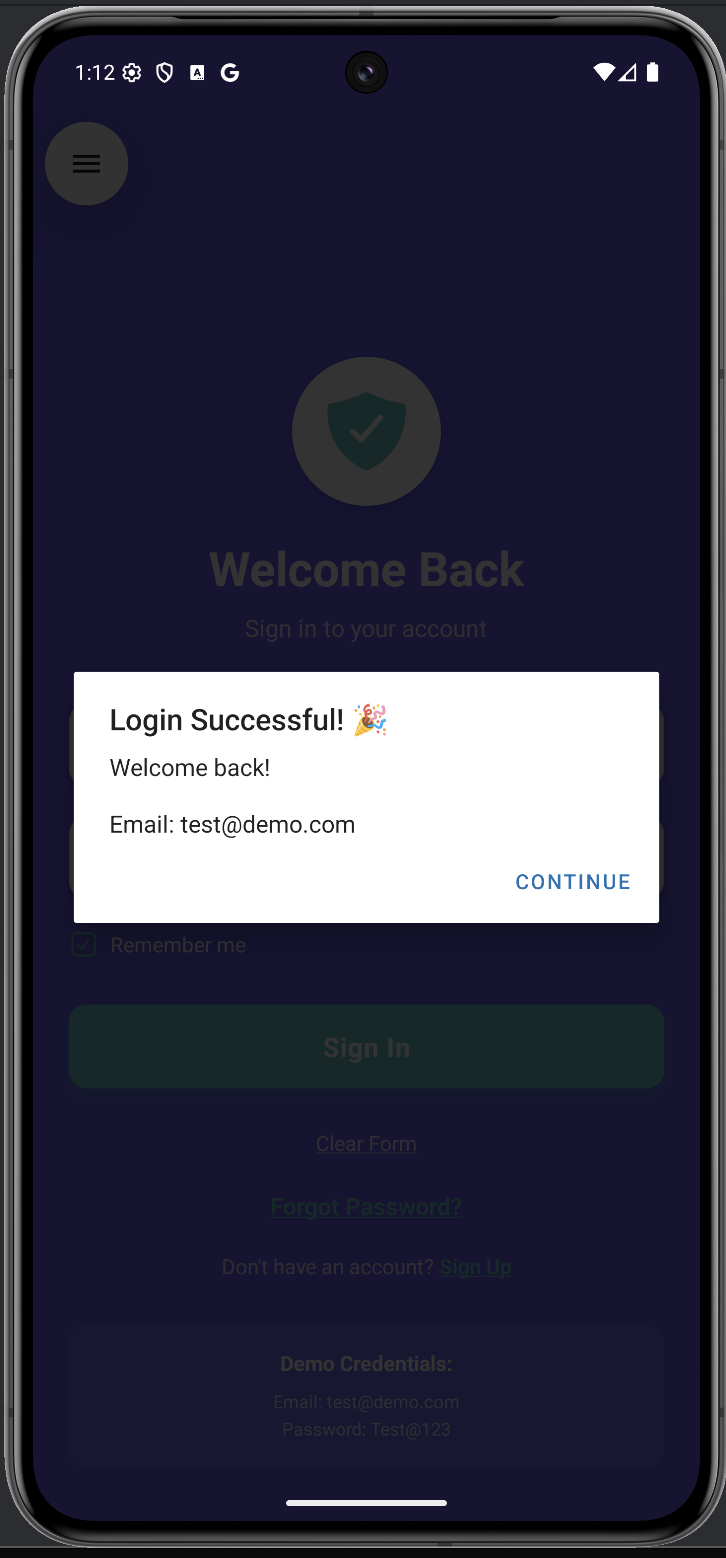 1:12
Welcome Back
Sign in to your account
Login Successful! 🎉
Welcome back!
Email: test@demo.com
CONTINUE
Remember me
Sign In
Clear Form
Forgot Password?
Don't have an account? Sign Up
Demo Credentials:
Email: test@demo.com
Password: Test@123